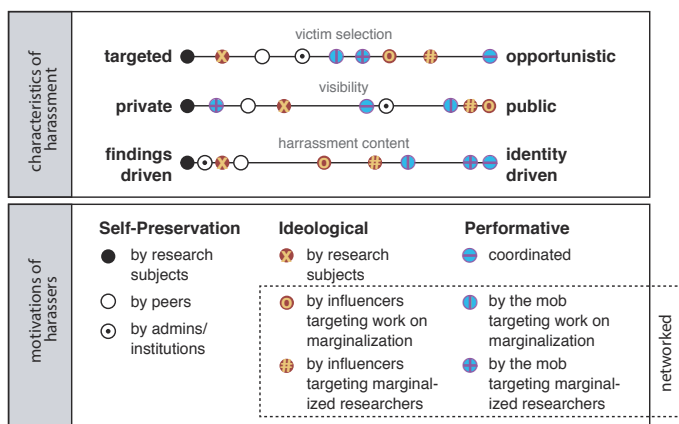 characteristics of
harassment
victim selection
targeted
opportunistic
visibility
private
public
harrassment content
findings
driven
identity
driven
motivations of
harassers
Self-Preservation
by research
subjects
by peers
by admins/
institutions
Ideological
by research
subjects
by influencers
targeting work on
marginalization
by influencers
targeting marginal-
ized researchers
Performative
coordinated
by the mob
targeting work on
marginalization
by the mob
targeting marginal-
ized researchers
networked